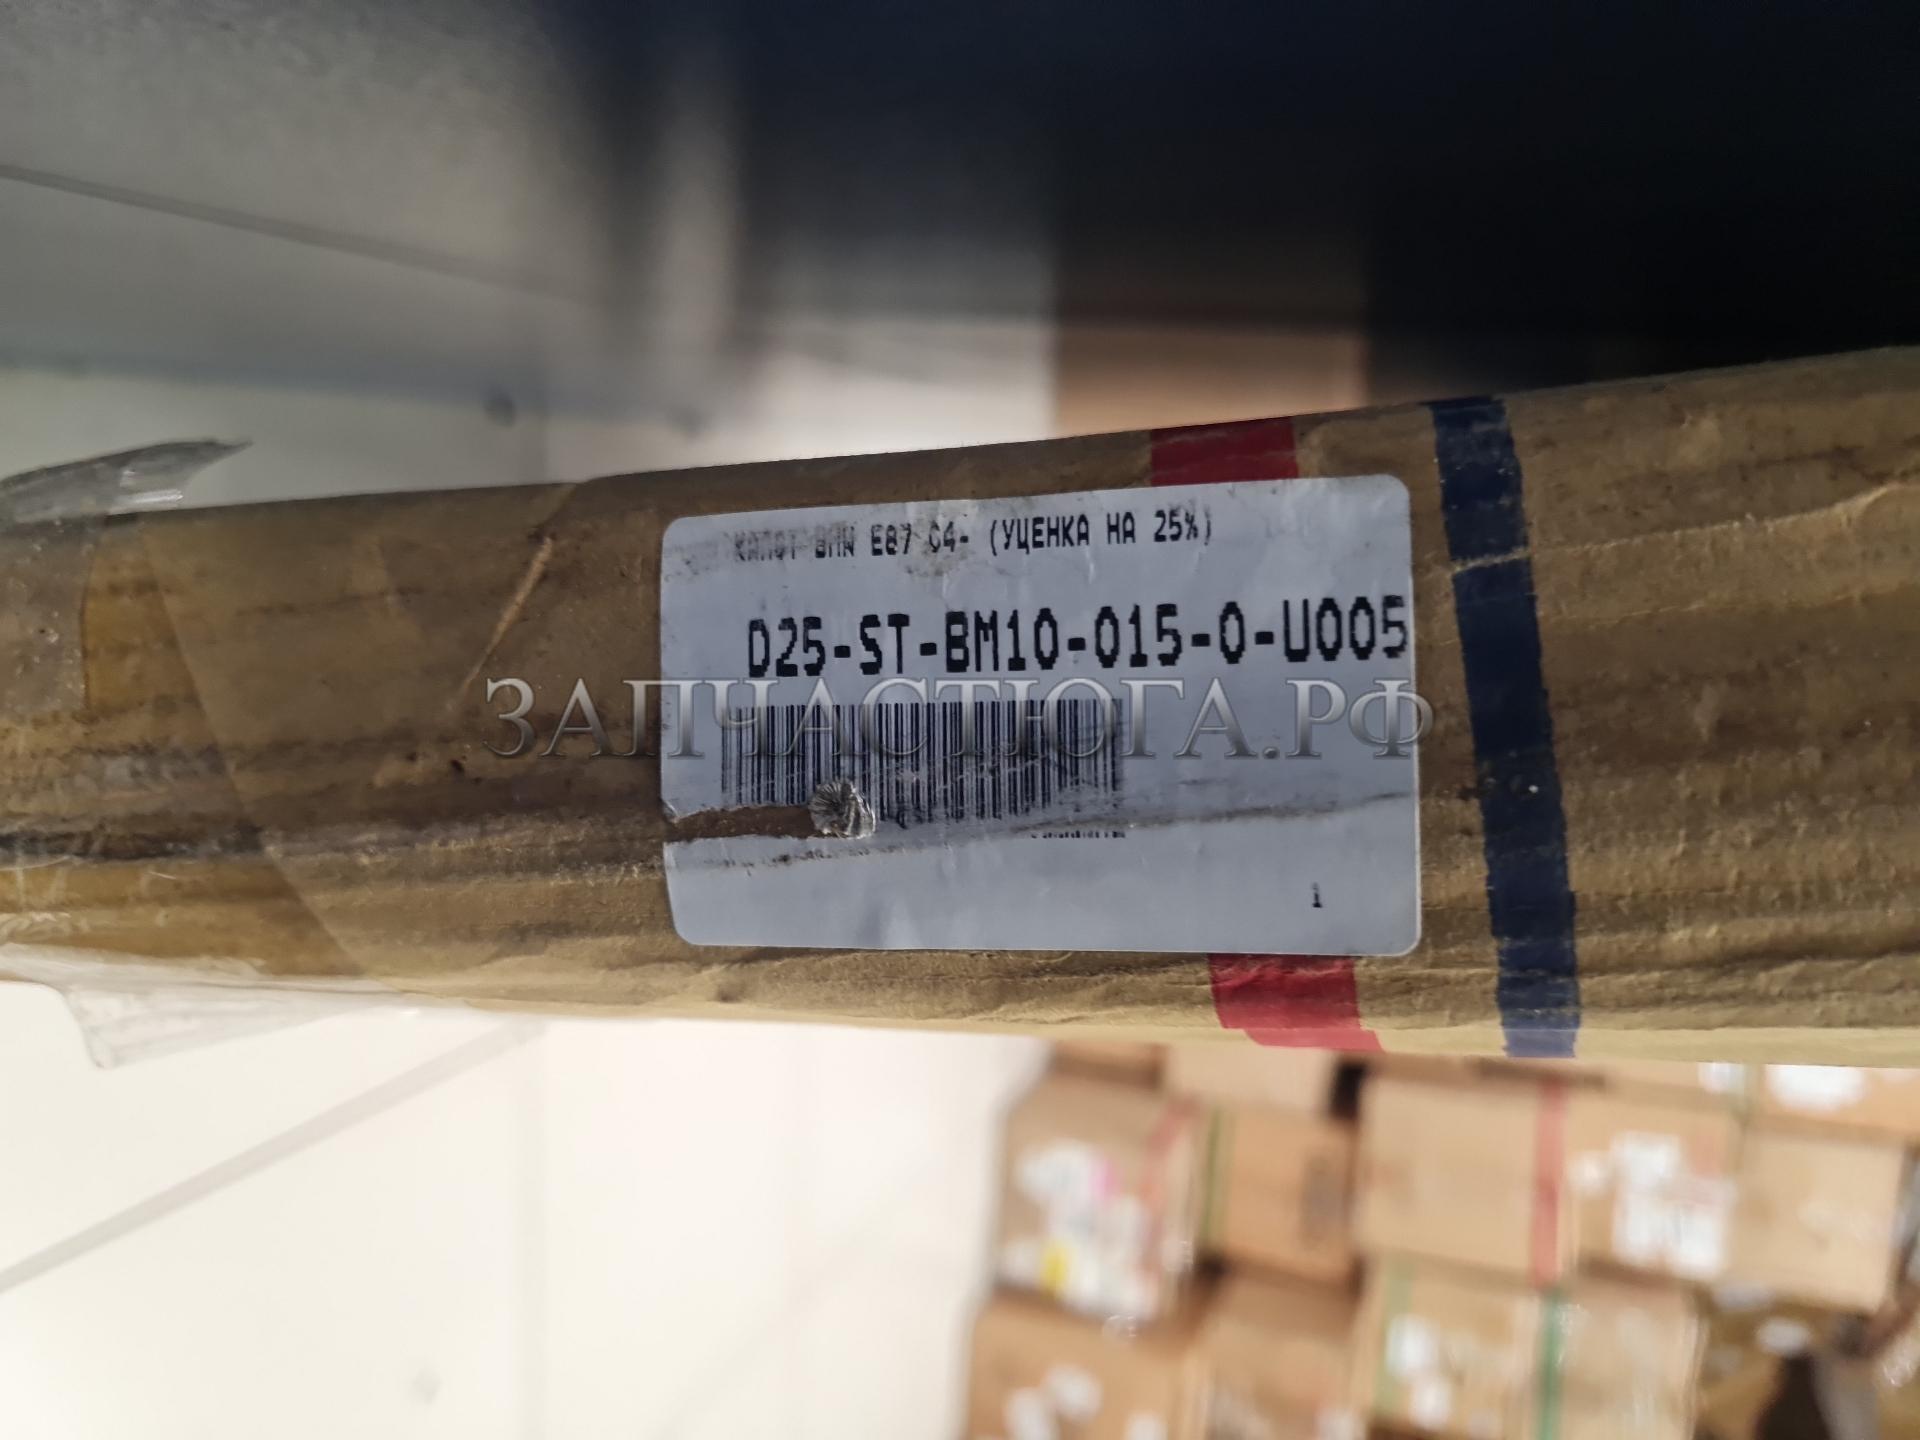 КАПОТ BMW E87 04- (УЦЕНКА НА 25%)
D25-ST-BM10-015-0-U005
ЗАПЧАСТЮГА.РФ
1